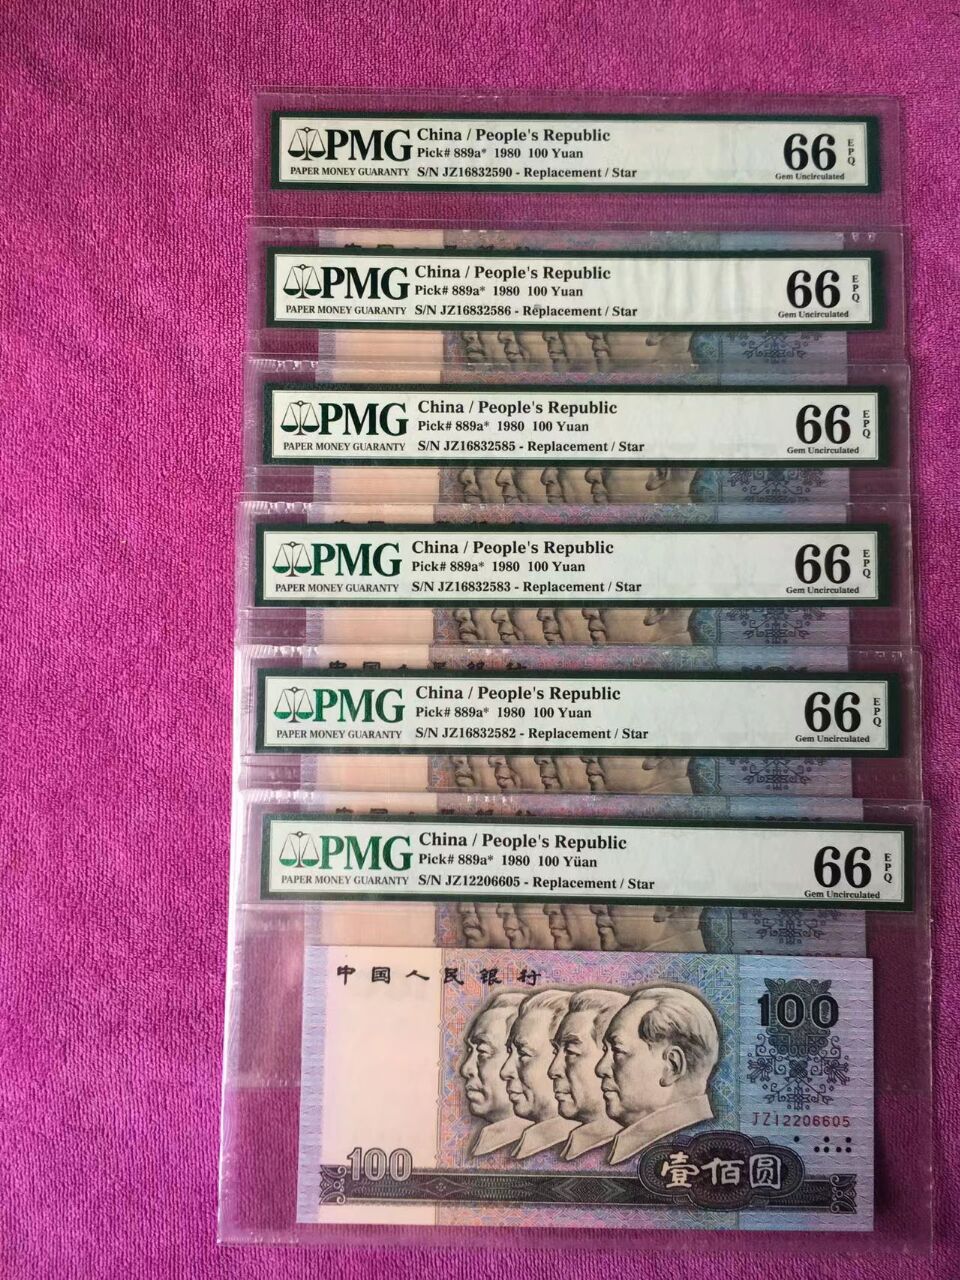 PMG
PAPER MONEY GUARANTY
China / People's Republic
Pick# 889a* 1980 100 Yuan
S/N JZ16832590 - Replacement / Star
66
EPQ
Gem Uncirculated
PMG
PAPER MONEY GUARANTY
China / People's Republic
Pick# 889a* 1980 100 Yuan
S/N JZ16832586 - Replacement / Star
66
EPQ
Gem Uncirculated
PMG
PAPER MONEY GUARANTY
China / People's Republic
Pick# 889a* 1980 100 Yuan
S/N JZ16832585 - Replacement / Star
66
EPQ
Gem Uncirculated
PMG
PAPER MONEY GUARANTY
China / People's Republic
Pick# 889a* 1980 100 Yuan
S/N JZ16832583 - Replacement / Star
66
EPQ
Gem Uncirculated
PMG
PAPER MONEY GUARANTY
China / People's Republic
Pick# 889a* 1980 100 Yuan
S/N JZ16832582 - Replacement / Star
66
EPQ
Gem Uncirculated
PMG
PAPER MONEY GUARANTY
China / People's Republic
Pick# 889a* 1980 100 Yuan
S/N JZ12206605 - Replacement / Star
66
EPQ
Gem Uncirculated
中国人民银行
100
JZ12206605
100
壹佰圆